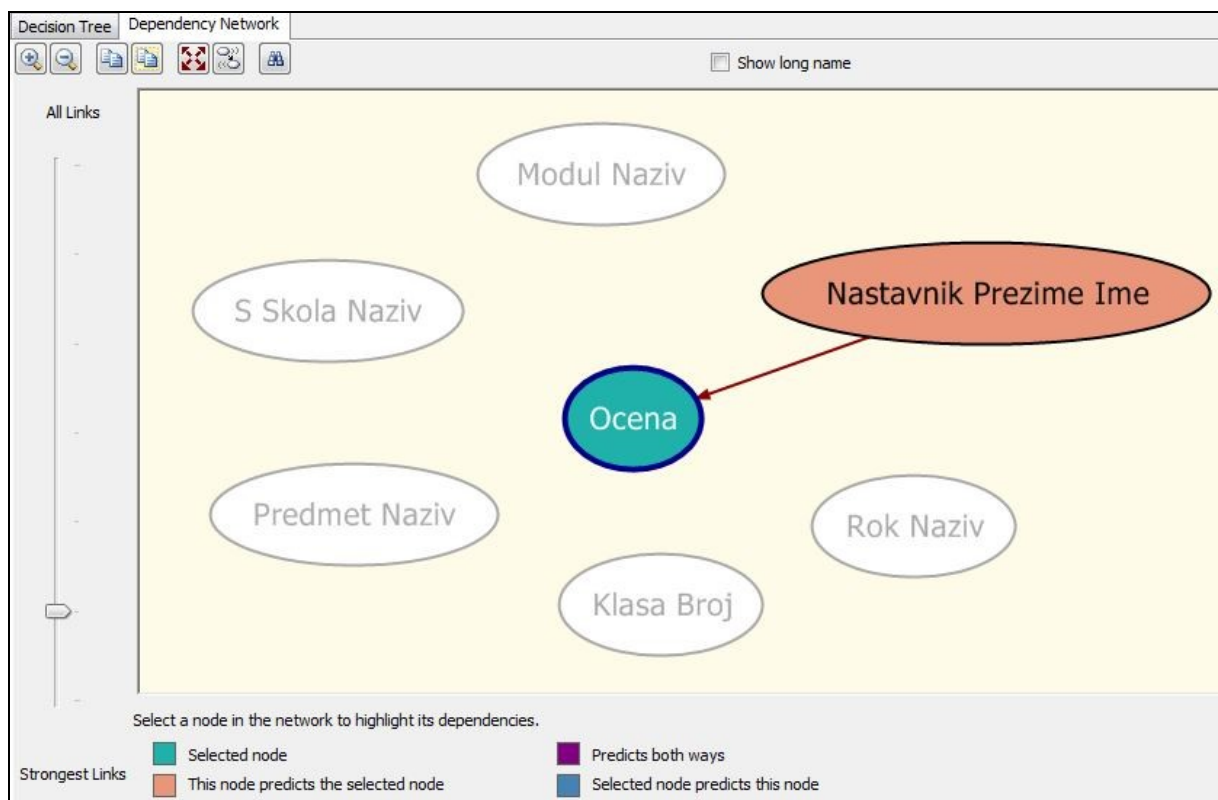 Decision Tree Dependency Network
Show long name
All Links
Modul Naziv
Nastavnik Prezime Ime
S Skola Naziv
Ocena
Predmet Naziv
Rok Naziv
Klasa Broj
Select a node in the network to highlight its dependencies.
Selected node
Predicts both ways
Strongest Links
This node predicts the selected node
Selected node predicts this node